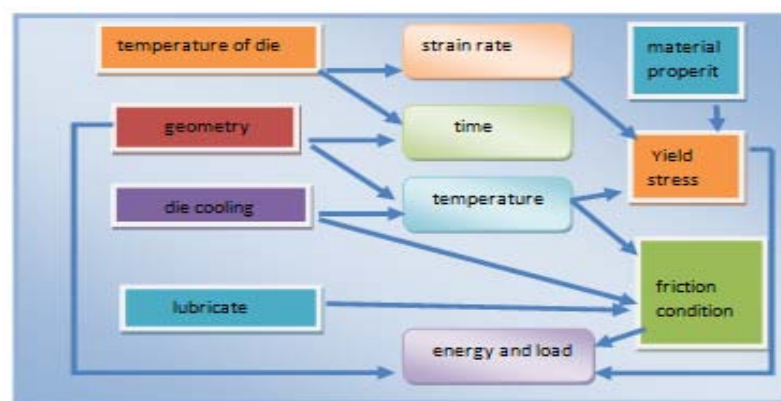 temperature of die
strain rate
material
properit
geometry
time
Yield
stress
die cooling
temperature
lubricate
friction
condition
energy and load